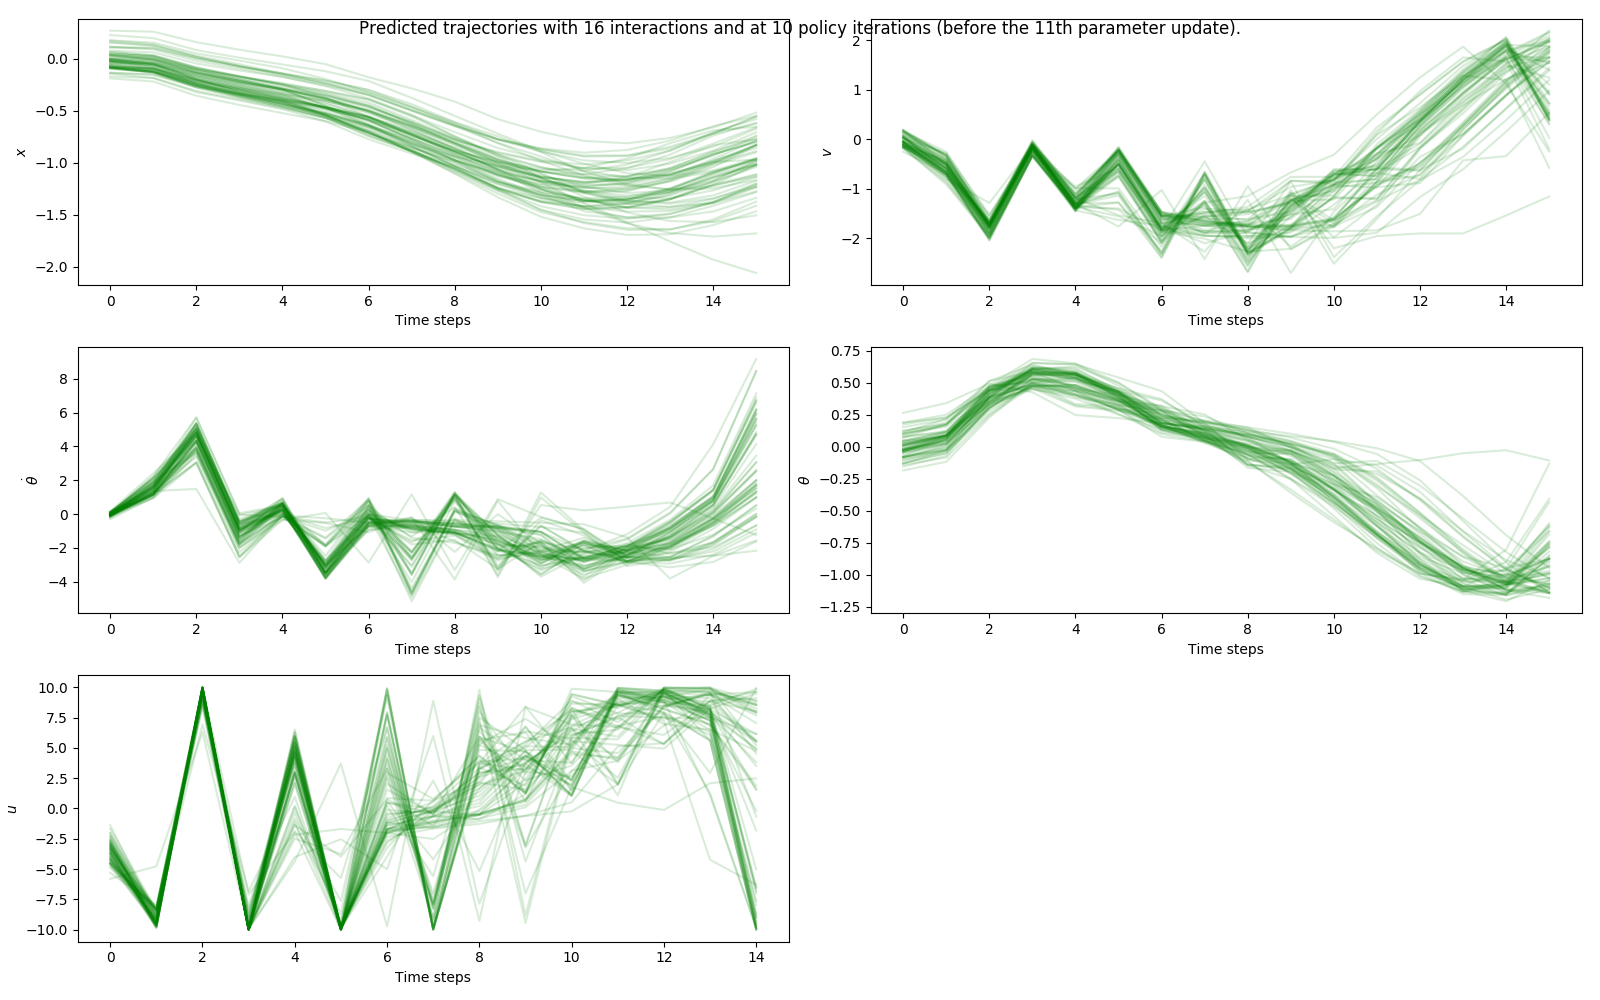 Predicted trajectories with 16 interactions and at 10 policy iterations (before the 11th parameter update).
0.0
−0.5
−1.0
−1.5
−2.0
x
0 2 4 6 8 10 12 14
Time steps
2
1
0
−1
−2
v
0 2 4 6 8 10 12 14
Time steps
8
6
4
2
0
−2
−4
θ̇
0 2 4 6 8 10 12 14
Time steps
0.75
0.50
0.25
0.00
−0.25
−0.50
−0.75
−1.00
−1.25
θ
0 2 4 6 8 10 12 14
Time steps
10.0
7.5
5.0
2.5
0.0
−2.5
−5.0
−7.5
−10.0
u
0 2 4 6 8 10 12 14
Time steps